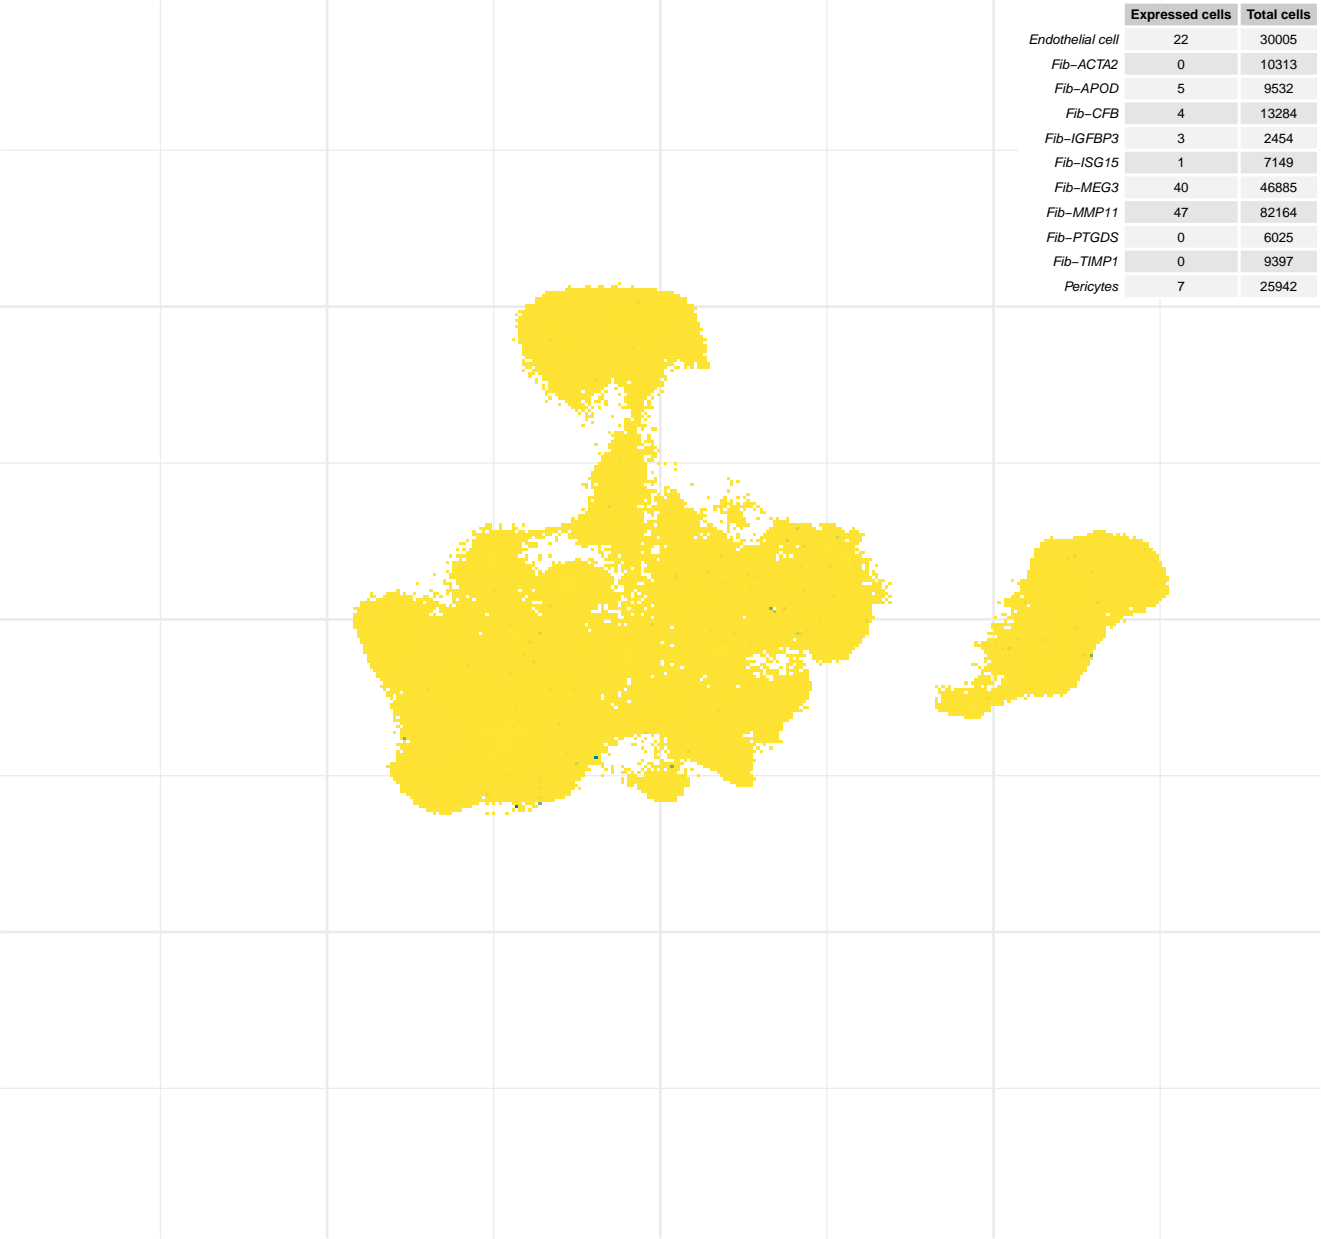 Expressed cells Total cells
Endothelial cell 22 30005
Fib−ACTA2 0 10313
Fib−APOD 5 9532
Fib−CFB 4 13284
Fib−IGFBP3 3 2454
Fib−ISG15 1 7149
Fib−MEG3 40 46885
Fib−MMP11 47 82164
Fib−PTGDS 0 6025
Fib−TIMP1 0 9397
Pericytes 7 25942